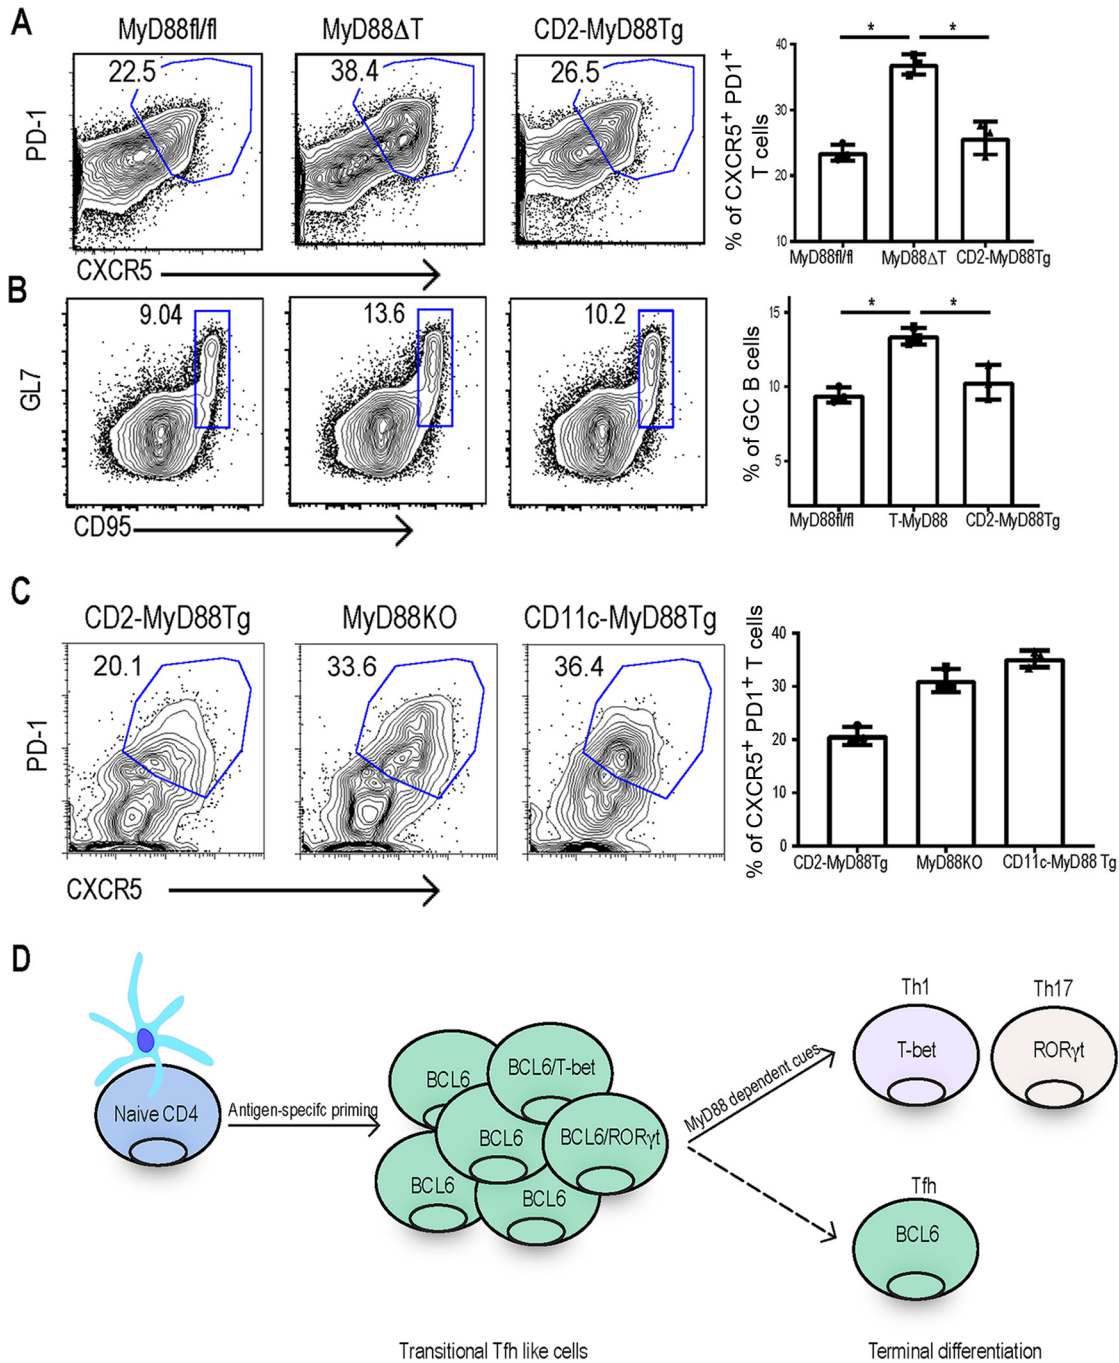 A
MyD88fl/fl
MyD88ΔT
CD2-MyD88Tg
22.5
38.4
26.5
PD-1
CXCR5
% of CXCR5+ PD1+
T cells
40
30
20
10
*
*
MyD88fl/fl
MyD88ΔT
CD2-MyD88Tg
B
9.04
13.6
10.2
GL7
CD95
% of GC B cells
15
10
5
*
*
MyD88fl/fl
T-MyD88
CD2-MyD88Tg
C
CD2-MyD88Tg
MyD88KO
CD11c-MyD88Tg
20.1
33.6
36.4
PD-1
CXCR5
% of CXCR5+ PD1+ T cells
40
30
20
10
0
CD2-MyD88Tg
MyD88KO
CD11c-MyD88 Tg
D
Naive CD4
Antigen-specifc priming
BCL6
BCL6/T-bet
BCL6
BCL6/RORγt
BCL6
BCL6
Transitional Tfh like cells
MyD88 dependent cues
Th1
T-bet
Th17
RORγt
Tfh
BCL6
Terminal differentiation